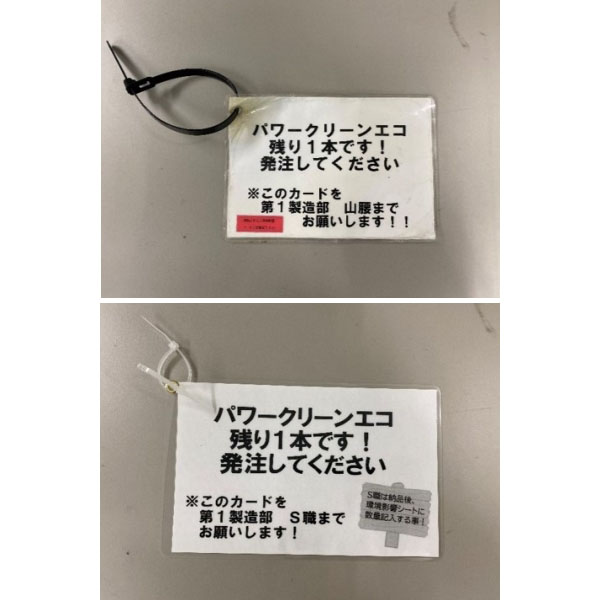 パワークリーンエコ
残り１本です！
発注してください
※このカードを
第１製造部　山腰まで
お願いします！！
パワークリーンエコ
残り１本です！
発注してください
※このカードを
第１製造部　Ｓ職まで
お願いします！
Ｓ職は納品後、
環境影響シートに
数量記入する事！